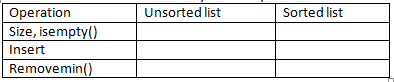 Operation Unsorted list Sorted list
Size, isempty()
Insert
Removemin()